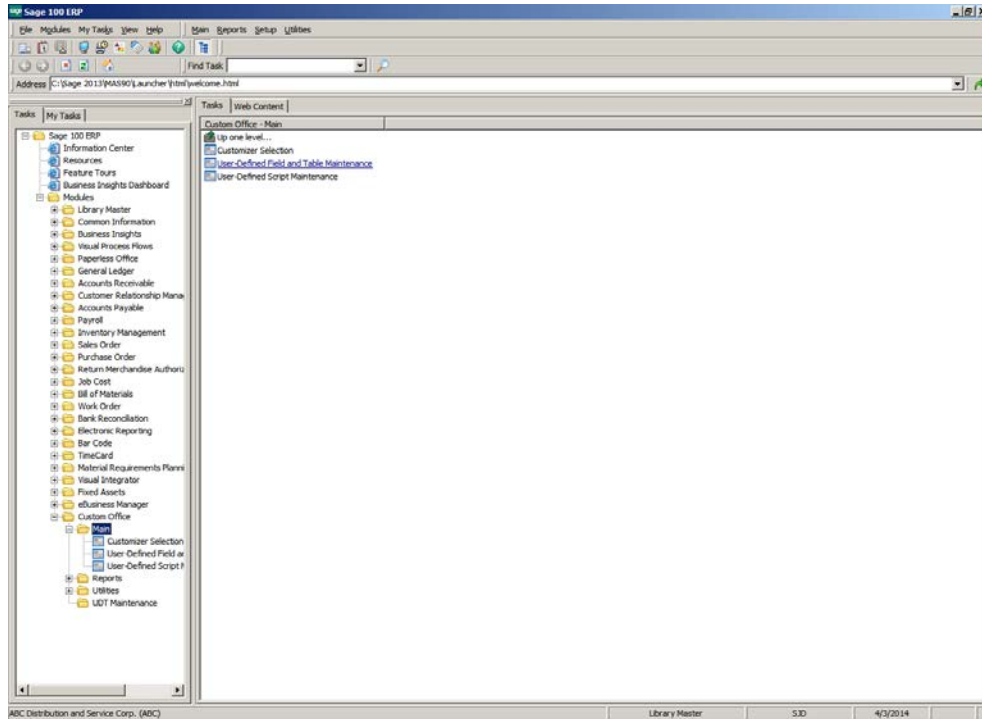 Sage 100 ERP
File Modules My Tasks View Help Main Reports Setup Utilities
Find Task
Address C:\Sage 2013\MAS90\Launcher\html\welcome.html
Tasks My Tasks
Tasks Web Content
Custom Office - Main
Up one level...
Customizer Selection
User-Defined Field and Table Maintenance
User-Defined Script Maintenance
Sage 100 ERP
Information Center
Resources
Feature Tours
Business Insights Dashboard
Modules
Library Master
Common Information
Business Insights
Visual Process Flows
Paperless Office
General Ledger
Accounts Receivable
Customer Relationship Mana
Accounts Payable
Payroll
Inventory Management
Sales Order
Purchase Order
Return Merchandise Authoriz
Job Cost
Bill of Materials
Work Order
Bank Reconciliation
Electronic Reporting
Bar Code
TimeCard
Material Requirements Planni
Visual Integrator
Fixed Assets
eBusiness Manager
Custom Office
Main
Customizer Selection
User-Defined Field an
User-Defined Script M
Reports
Utilities
UDT Maintenance
ABC Distribution and Service Corp. (ABC) Library Master SJD 4/3/2014